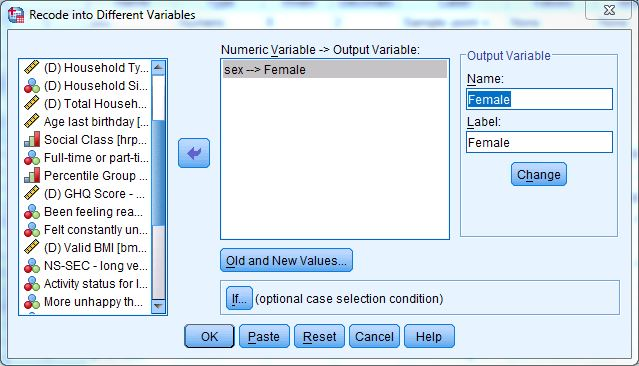 Recode into Different Variables
(D) Household Ty...
(D) Household Si...
(D) Total Househ...
Age last birthday [...
Social Class [hrp...
Full-time or part-ti...
Percentile Group ...
(D) GHQ Score - ...
Been feeling rea...
Felt constantly un...
(D) Valid BMI [bm...
NS-SEC - long ve...
Activity status for l...
More unhappy th...
Numeric Variable -> Output Variable:
sex --> Female
Old and New Values...
If... (optional case selection condition)
Output Variable
Name:
Female
Label:
Female
Change
OK Paste Reset Cancel Help